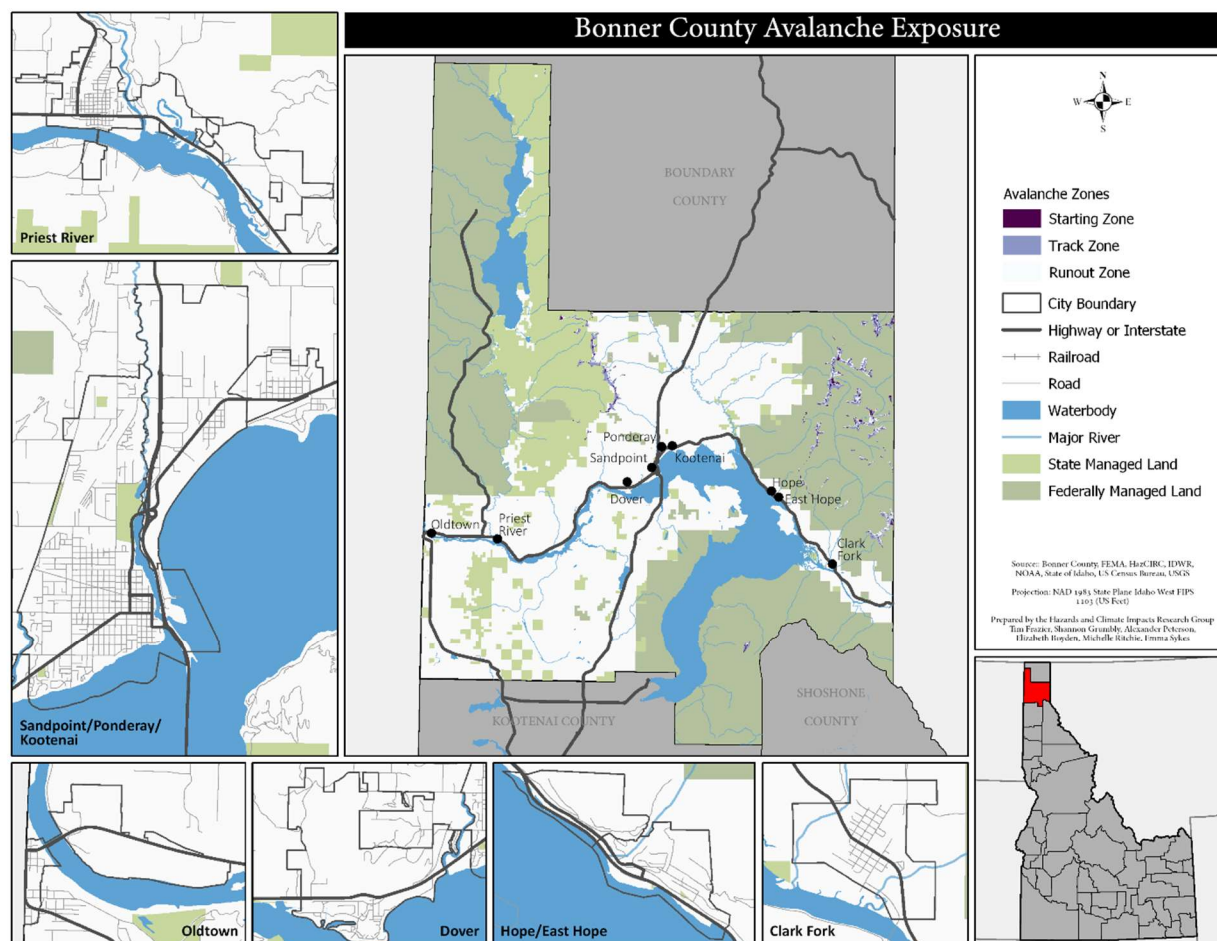 Bonner County Avalanche Exposure
Priest River
Sandpoint/Ponderay/
Kootenai
Oldtown
Dover
Hope/East Hope
Clark Fork
BOUNDARY
COUNTY
Ponderay
Sandpoint
Kootenai
Dover
Hope
East Hope
Oldtown
Priest
River
Clark
Fork
KOOTENAI COUNTY
SHOSHONE
COUNTY
N
W E
S
Avalanche Zones
Starting Zone
Track Zone
Runout Zone
City Boundary
Highway or Interstate
Railroad
Road
Waterbody
Major River
State Managed Land
Federally Managed Land
Source: Bonner County, FEMA, HazCIRC, IDWR,
NOAA, State of Idaho, US Census Bureau, USGS
Projection: NAD 1983 State Plane Idaho West FIPS
1103 (US Feet)
Prepared by the Hazards and Climate Impacts Research Group
Tim Frazier, Shannon Grumbly, Alexander Peterson,
Elizabeth Boyden, Michelle Ritchie, Emma Sykes